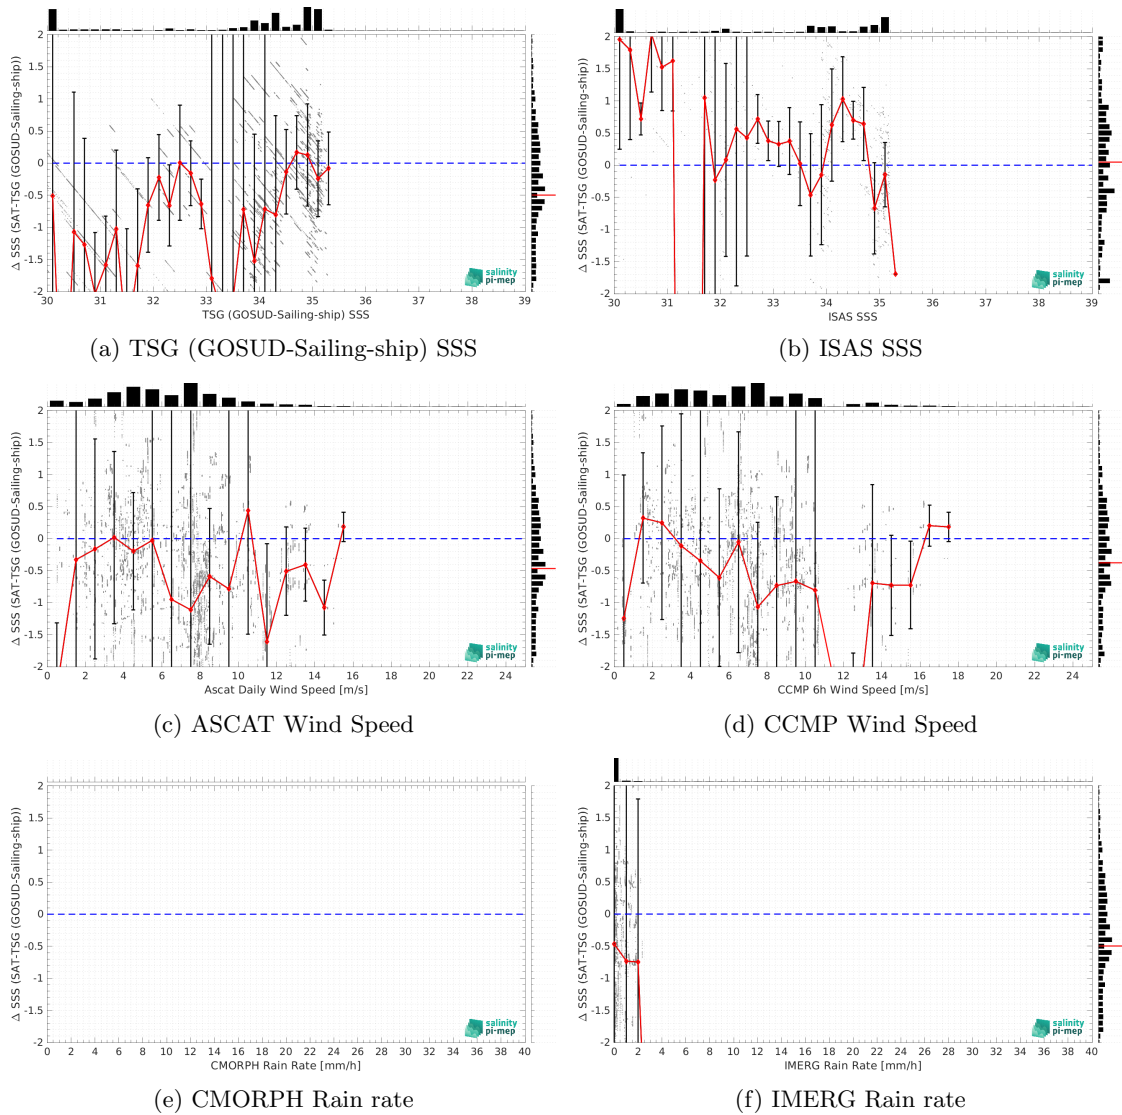 2
1.5
1
0.5
0
-0.5
-1
-1.5
-2
Δ SSS (SAT-TSG (GOSUD-Sailing-ship))
30 31 32 33 34 35 36 37 38 39
TSG (GOSUD-Sailing-ship) SSS
salinity
pi-mep
(a) TSG (GOSUD-Sailing-ship) SSS
2
1.5
1
0.5
0
-0.5
-1
-1.5
-2
Δ SSS (SAT-TSG (GOSUD-Sailing-ship))
30 31 32 33 34 35 36 37 38 39
ISAS SSS
salinity
pi-mep
(b) ISAS SSS
2
1.5
1
0.5
0
-0.5
-1
-1.5
-2
Δ SSS (SAT-TSG (GOSUD-Sailing-ship))
0 2 4 6 8 10 12 14 16 18 20 22 24
Ascat Daily Wind Speed [m/s]
salinity
pi-mep
(c) ASCAT Wind Speed
2
1.5
1
0.5
0
-0.5
-1
-1.5
-2
Δ SSS (SAT-TSG (GOSUD-Sailing-ship))
0 2 4 6 8 10 12 14 16 18 20 22 24
CCMP 6h Wind Speed [m/s]
salinity
pi-mep
(d) CCMP Wind Speed
2
1.5
1
0.5
0
-0.5
-1
-1.5
-2
Δ SSS (SAT-TSG (GOSUD-Sailing-ship))
0 2 4 6 8 10 12 14 16 18 20 22 24 26 28 30 32 34 36 38 40
CMORPH Rain Rate [mm/h]
salinity
pi-mep
(e) CMORPH Rain rate
2
1.5
1
0.5
0
-0.5
-1
-1.5
-2
Δ SSS (SAT-TSG (GOSUD-Sailing-ship))
0 2 4 6 8 10 12 14 16 18 20 22 24 26 28 30 32 34 36 38 40
IMERG Rain Rate [mm/h]
salinity
pi-mep
(f) IMERG Rain rate